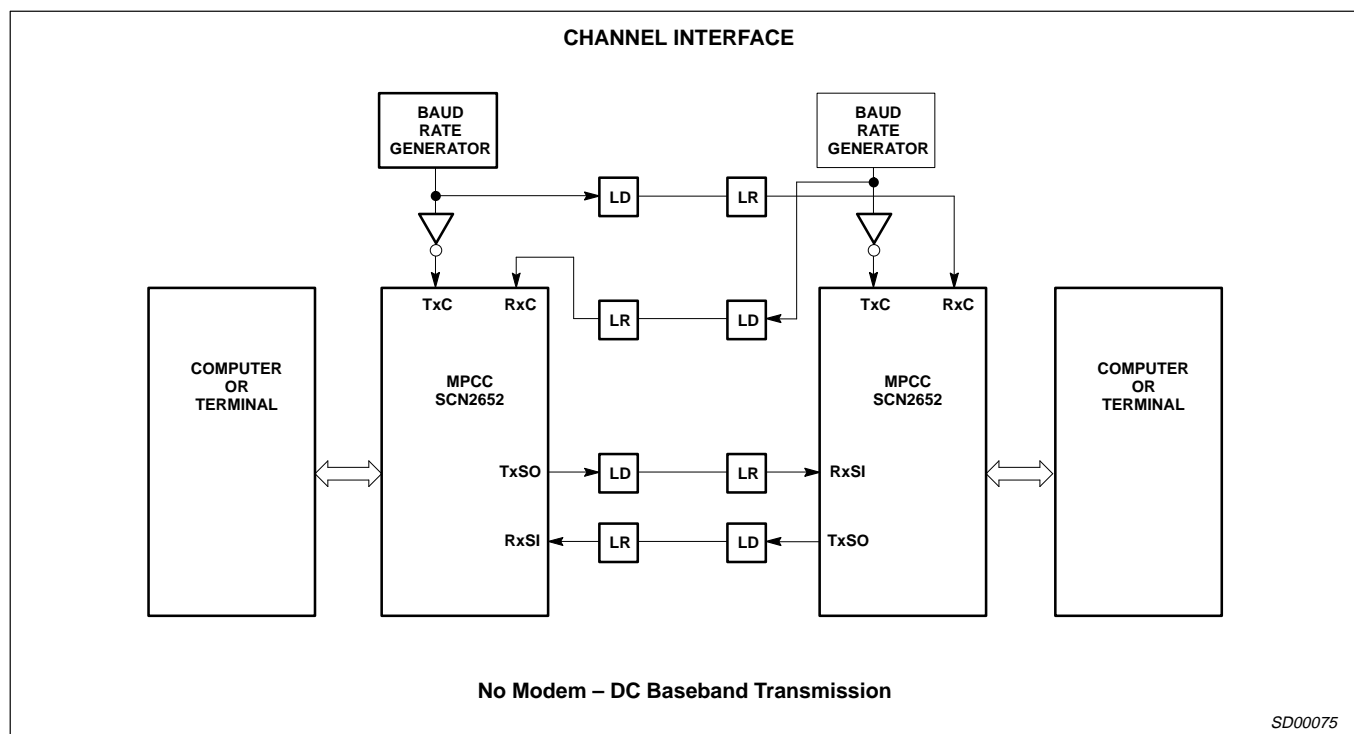 CHANNEL INTERFACE
BAUD
RATE
GENERATOR
BAUD
RATE
GENERATOR
LD
LR
TxC
RxC
LR
LD
TxC
RxC
COMPUTER
OR
TERMINAL
MPCC
SCN2652
MPCC
SCN2652
COMPUTER
OR
TERMINAL
TxSO
LD
LR
RxSI
RxSI
LR
LD
TxSO
No Modem – DC Baseband Transmission
SD00075